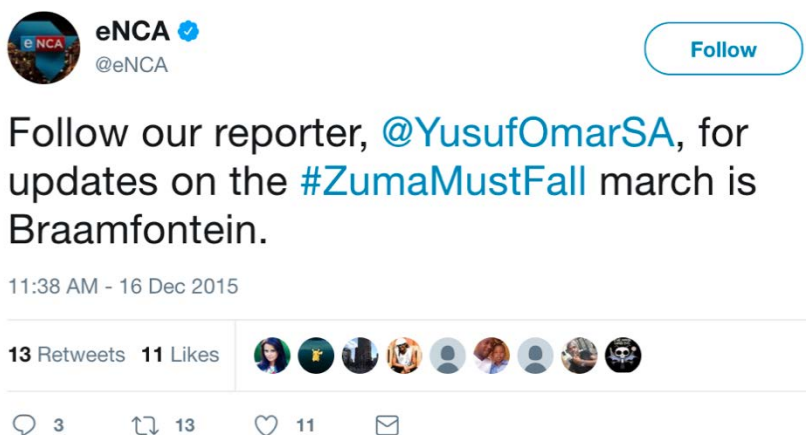 eNCA
eNCA
@eNCA
Follow
Follow our reporter, @YusufOmarSA, for
updates on the #ZumaMustFall march is
Braamfontein.
11:38 AM - 16 Dec 2015
13 Retweets 11 Likes
3 13 11